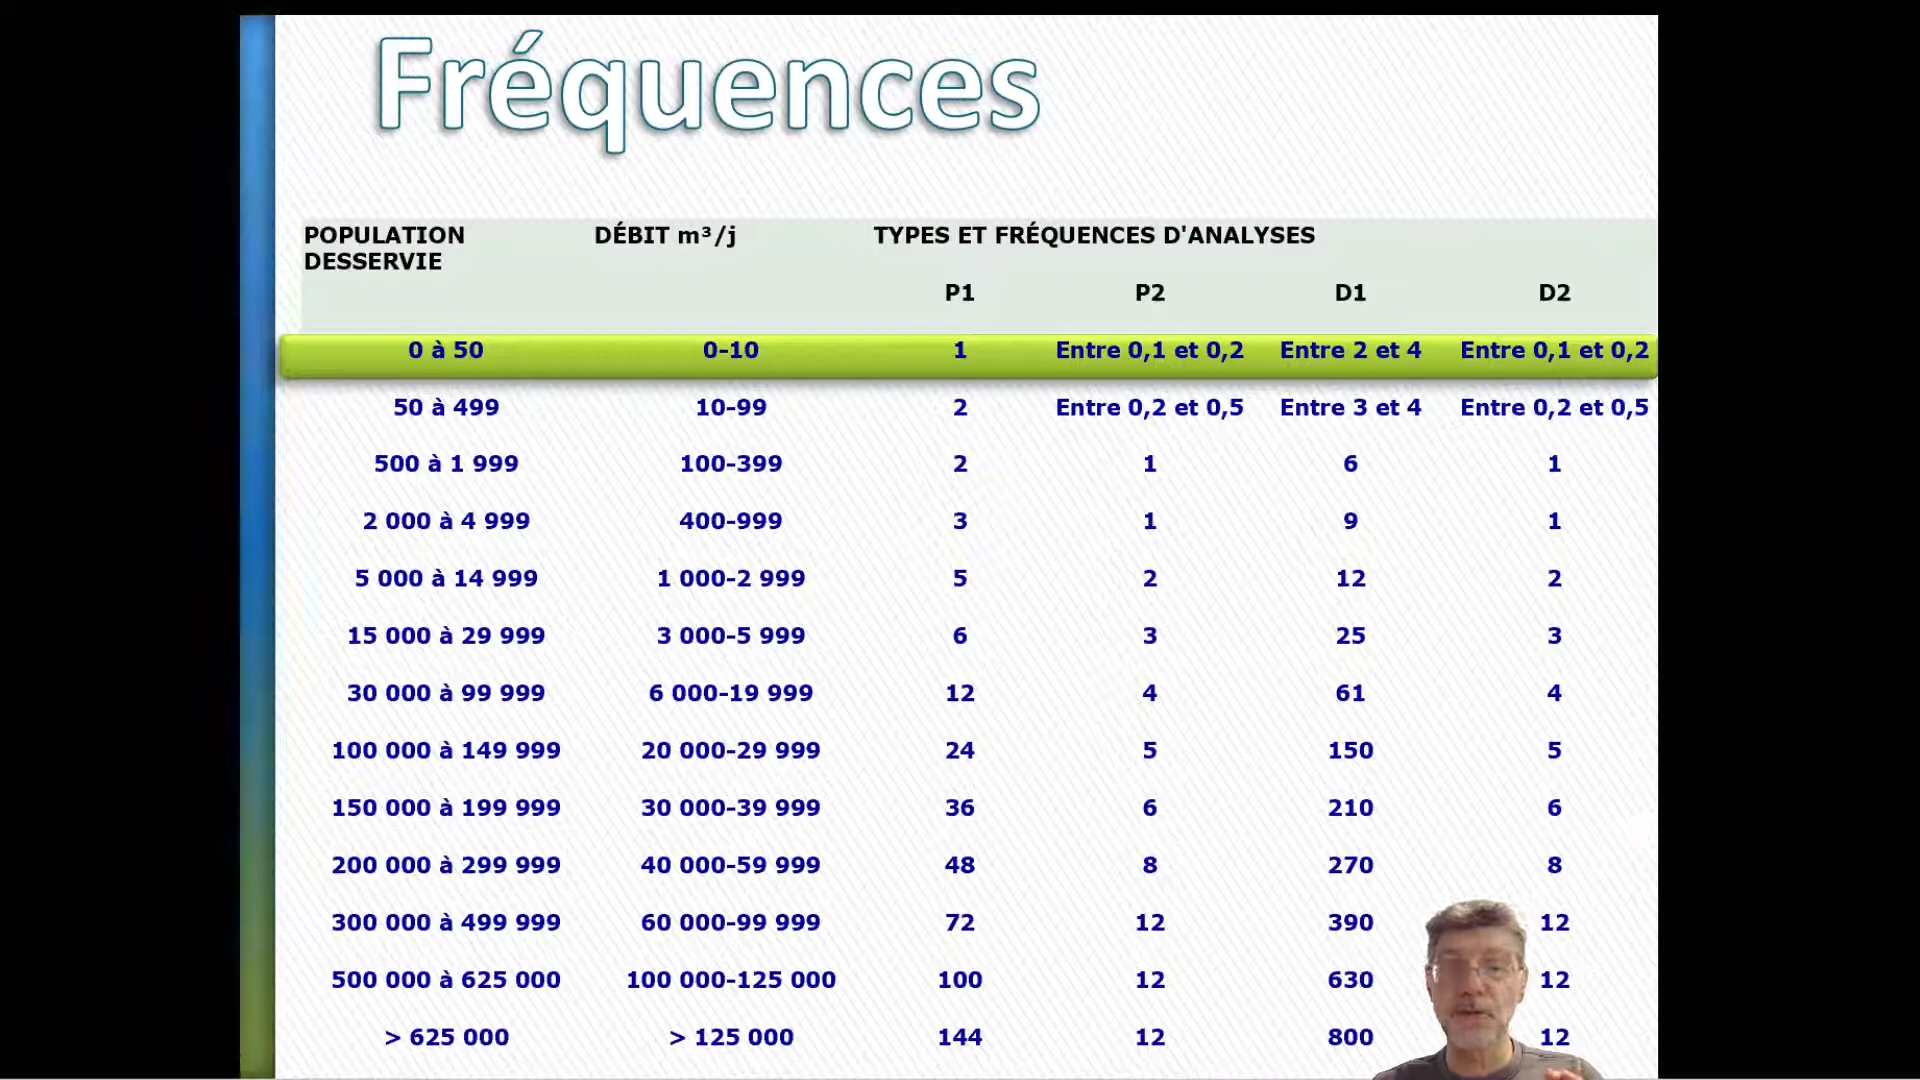 Fréquences
POPULATION DESSERVIE DÉBIT m³/j TYPES ET FRÉQUENCES D'ANALYSES
P1 P2 D1 D2
0 à 50 0-10 1 Entre 0,1 et 0,2 Entre 2 et 4 Entre 0,1 et 0,2
50 à 499 10-99 2 Entre 0,2 et 0,5 Entre 3 et 4 Entre 0,2 et 0,5
500 à 1 999 100-399 2 1 6 1
2 000 à 4 999 400-999 3 1 9 1
5 000 à 14 999 1 000-2 999 5 2 12 2
15 000 à 29 999 3 000-5 999 6 3 25 3
30 000 à 99 999 6 000-19 999 12 4 61 4
100 000 à 149 999 20 000-29 999 24 5 150 5
150 000 à 199 999 30 000-39 999 36 6 210 6
200 000 à 299 999 40 000-59 999 48 8 270 8
300 000 à 499 999 60 000-99 999 72 12 390 12
500 000 à 625 000 100 000-125 000 100 12 630 12
> 625 000 > 125 000 144 12 800 12